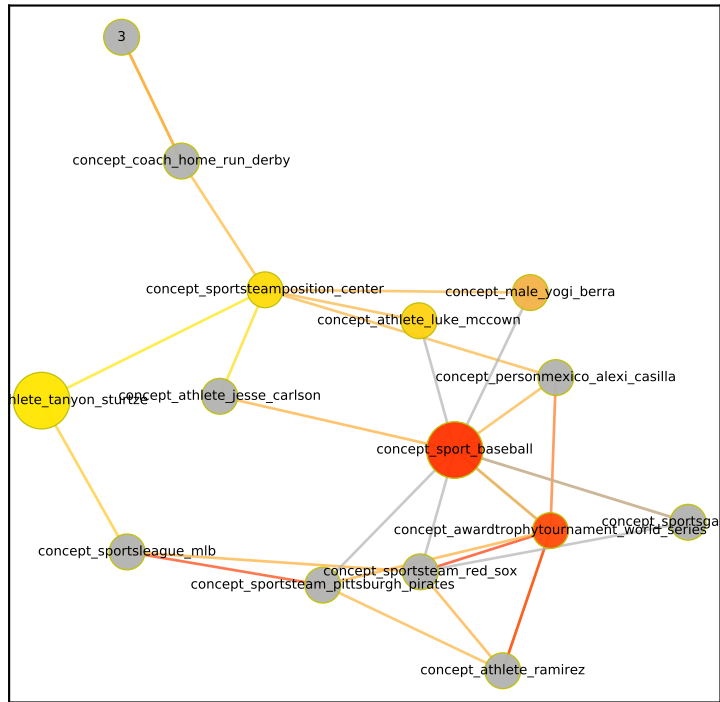 3
concept_coach_home_run_derby
concept_sportsteamposition_center
concept_male_yogi_berra
concept_athlete_luke_mccown
concept_personmexico_alexi_casilla
hlete_tanyon_sturtze
concept_athlete_jesse_carlson
concept_sport_baseball
concept_sportsga
concept_awardtrophytournament_world_series
concept_sportsleague_mlb
concept_sportsteam_red_sox
concept_sportsteam_pittsburgh_pirates
concept_athlete_ramirez